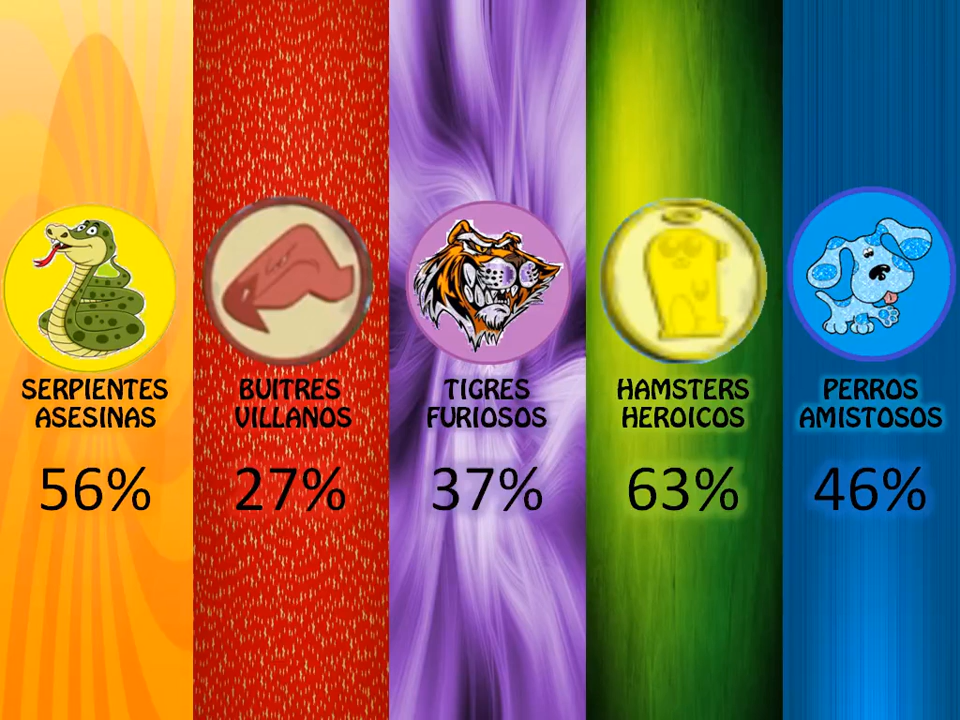 SERPIENTES
ASESINAS
56%
BUITRES
VILLANOS
27%
TIGRES
FURIOSOS
37%
HAMSTERS
HEROICOS
63%
PERROS
AMISTOSOS
46%